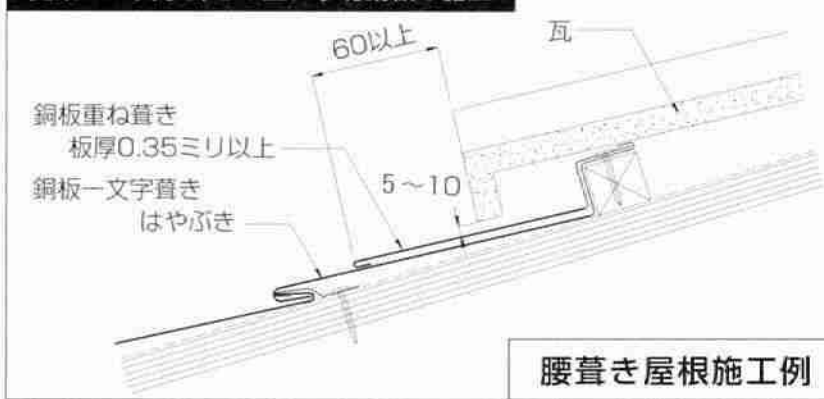 60以上
瓦
銅板重ね葺き
板厚0.35ミリ以上
銅板一文字葺き
はやぶき
5～10
腰葺き屋根施工例